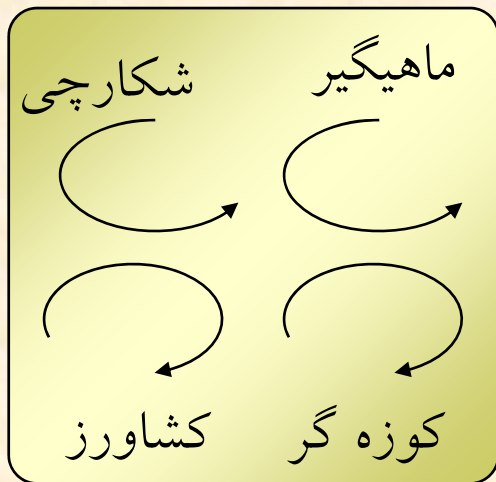 ماهیگیر
شکارچی
کوزه گر
کشاورز